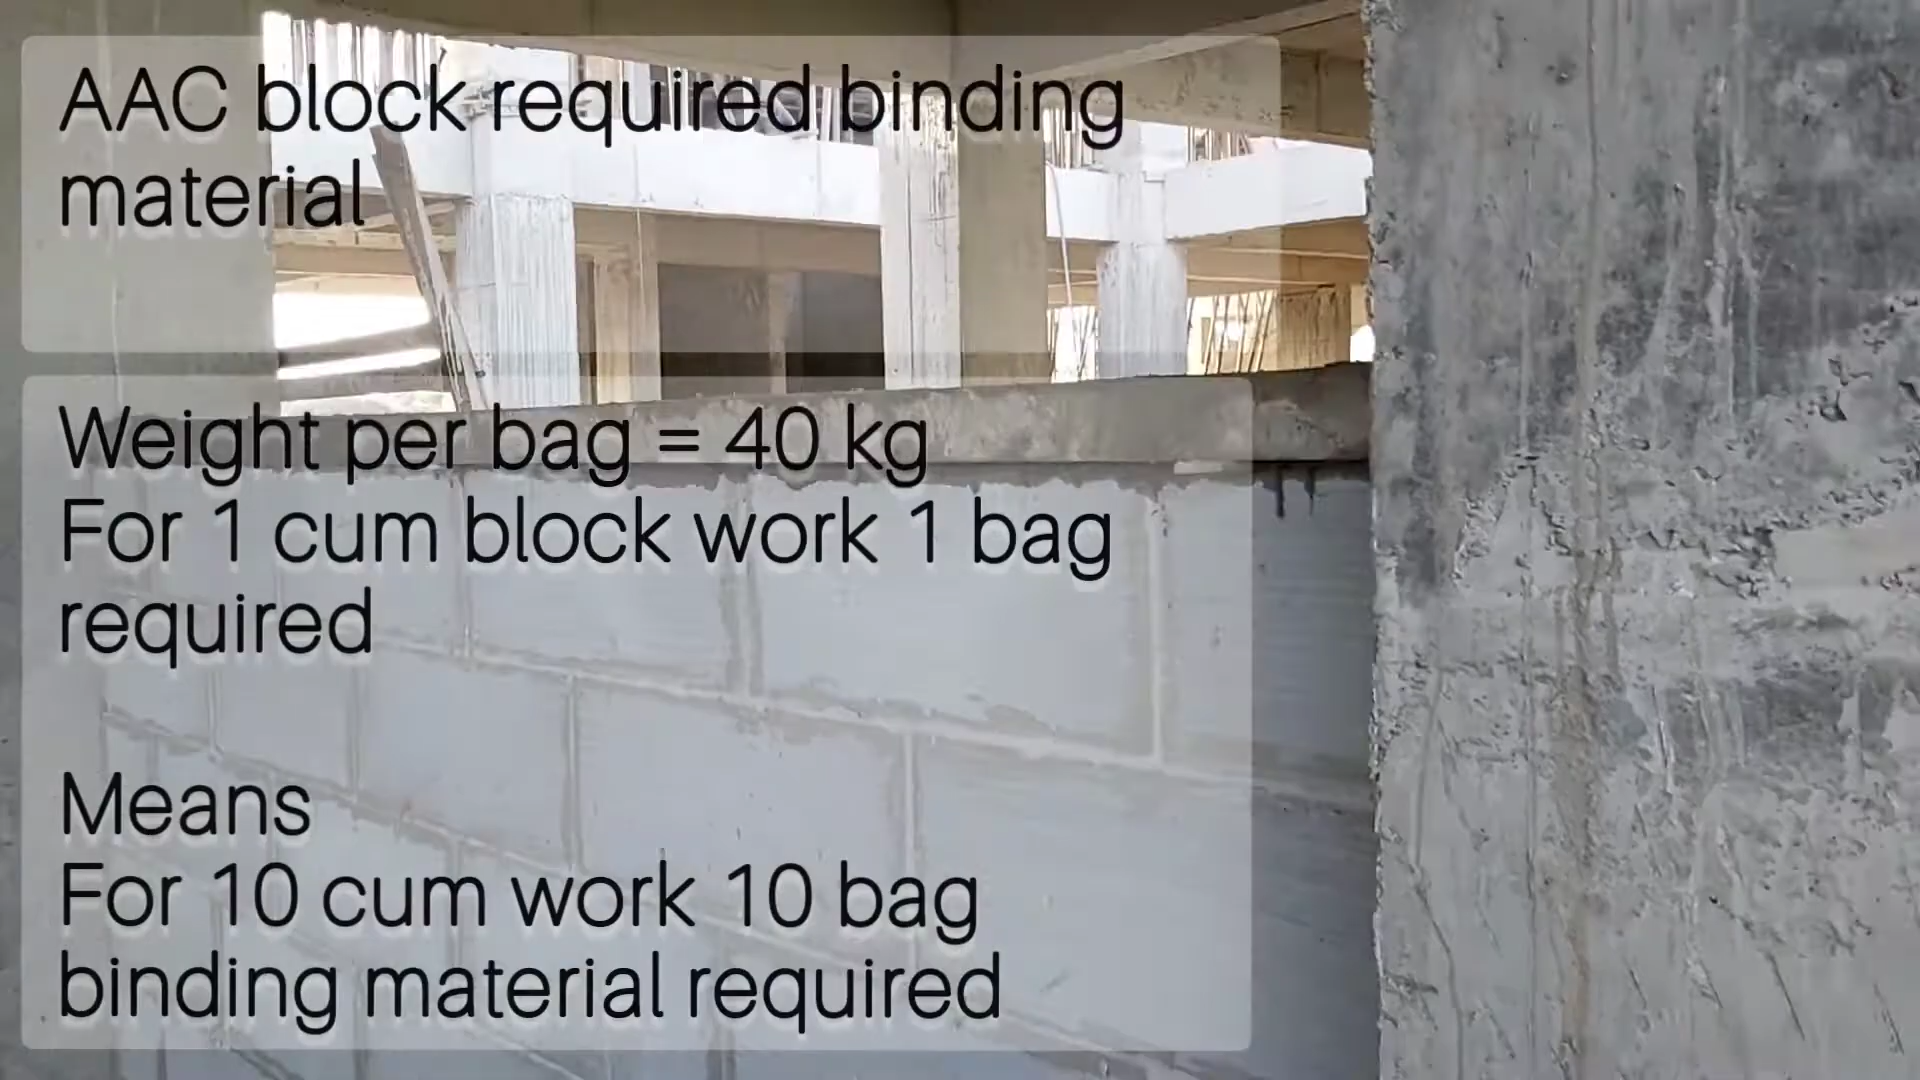 AAC block required binding
material
Weight per bag = 40 kg
For 1 cum block work 1 bag
required
Means
For 10 cum work 10 bag
binding material required